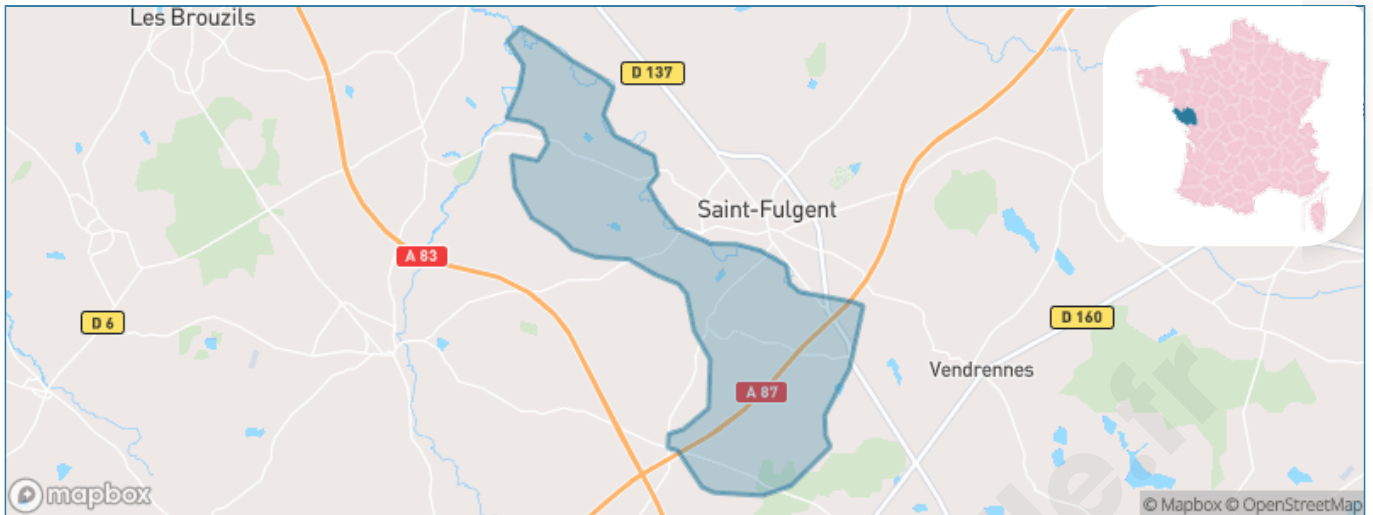 Les Brouzils
D 137
Saint-Fulgent
A 83
D 6
D 160
Vendrennes
A 87
mapbox
© Mapbox © OpenStreetMap